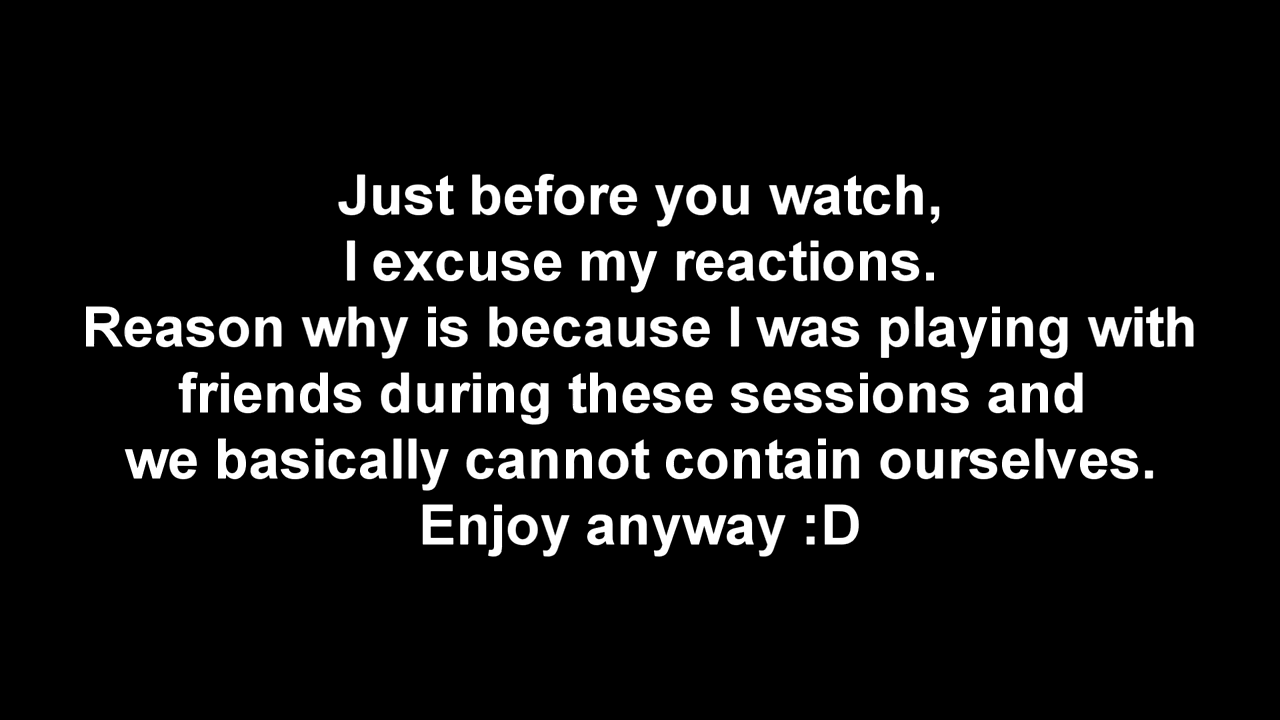 Just before you watch,
I excuse my reactions.
Reason why is because I was playing with
friends during these sessions and
we basically cannot contain ourselves.
Enjoy anyway :D